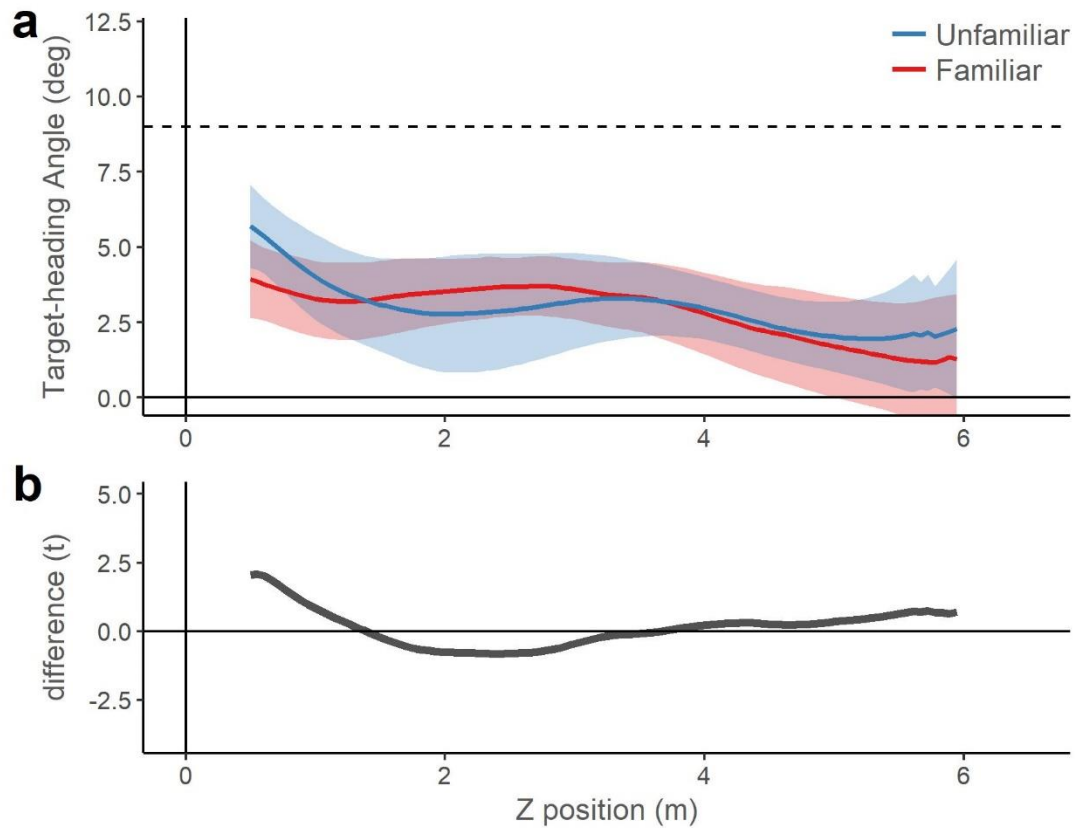 a
Target-heading Angle (deg)
12.5
10.0
7.5
5.0
2.5
0.0
Unfamiliar
Familiar
0
2
4
6
b
difference (t)
5.0
2.5
0.0
-2.5
0
2
4
6
Z position (m)